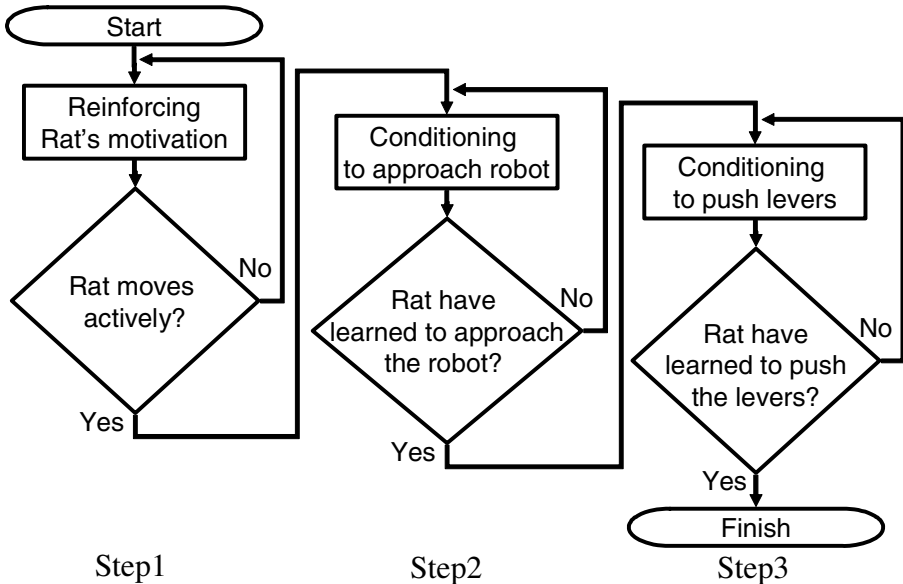 Start
Reinforcing
Rat's motivation
Rat moves
actively?
No
Yes
Step1
Conditioning
to approach robot
Rat have
learned to approach
the robot?
No
Yes
Step2
Conditioning
to push levers
Rat have
learned to push
the levers?
No
Yes
Finish
Step3